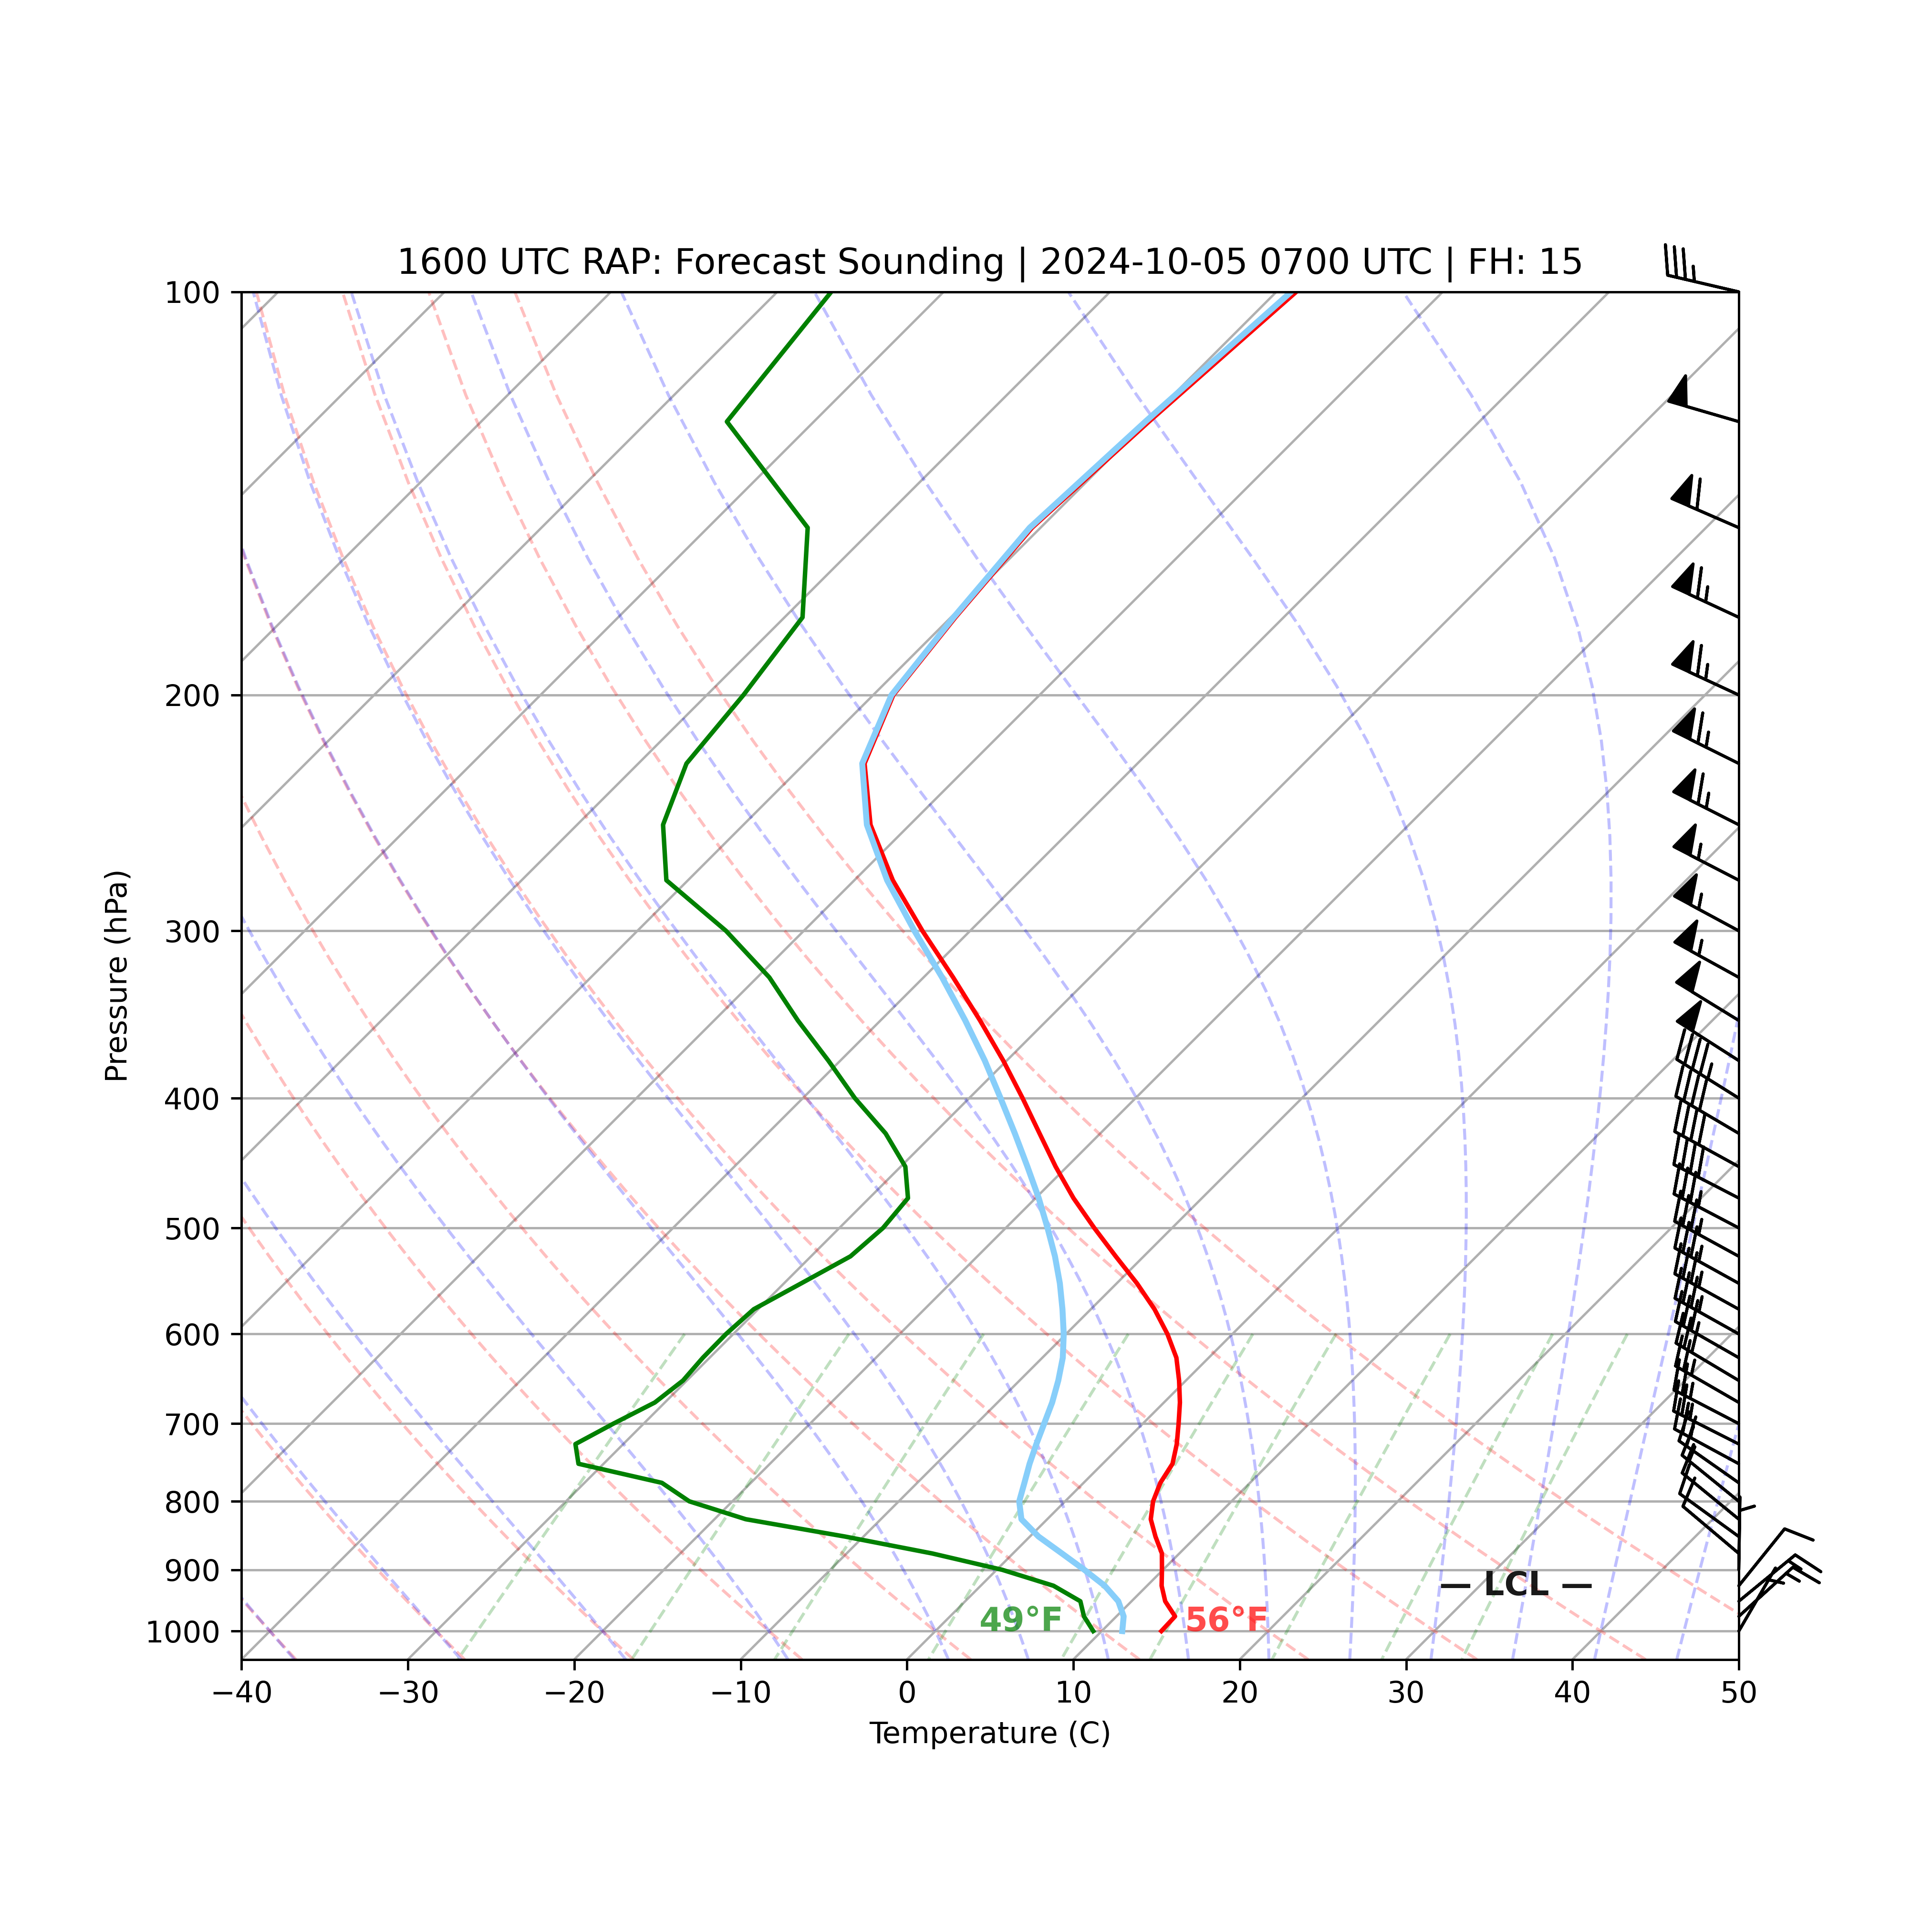 1600 UTC RAP: Forecast Sounding | 2024-10-05 0700 UTC | FH: 15
100
200
300
400
500
600
700
800
900
1000
Pressure (hPa)
— LCL —
49°F
56°F
−40 −30 −20 −10 0 10 20 30 40 50
Temperature (C)